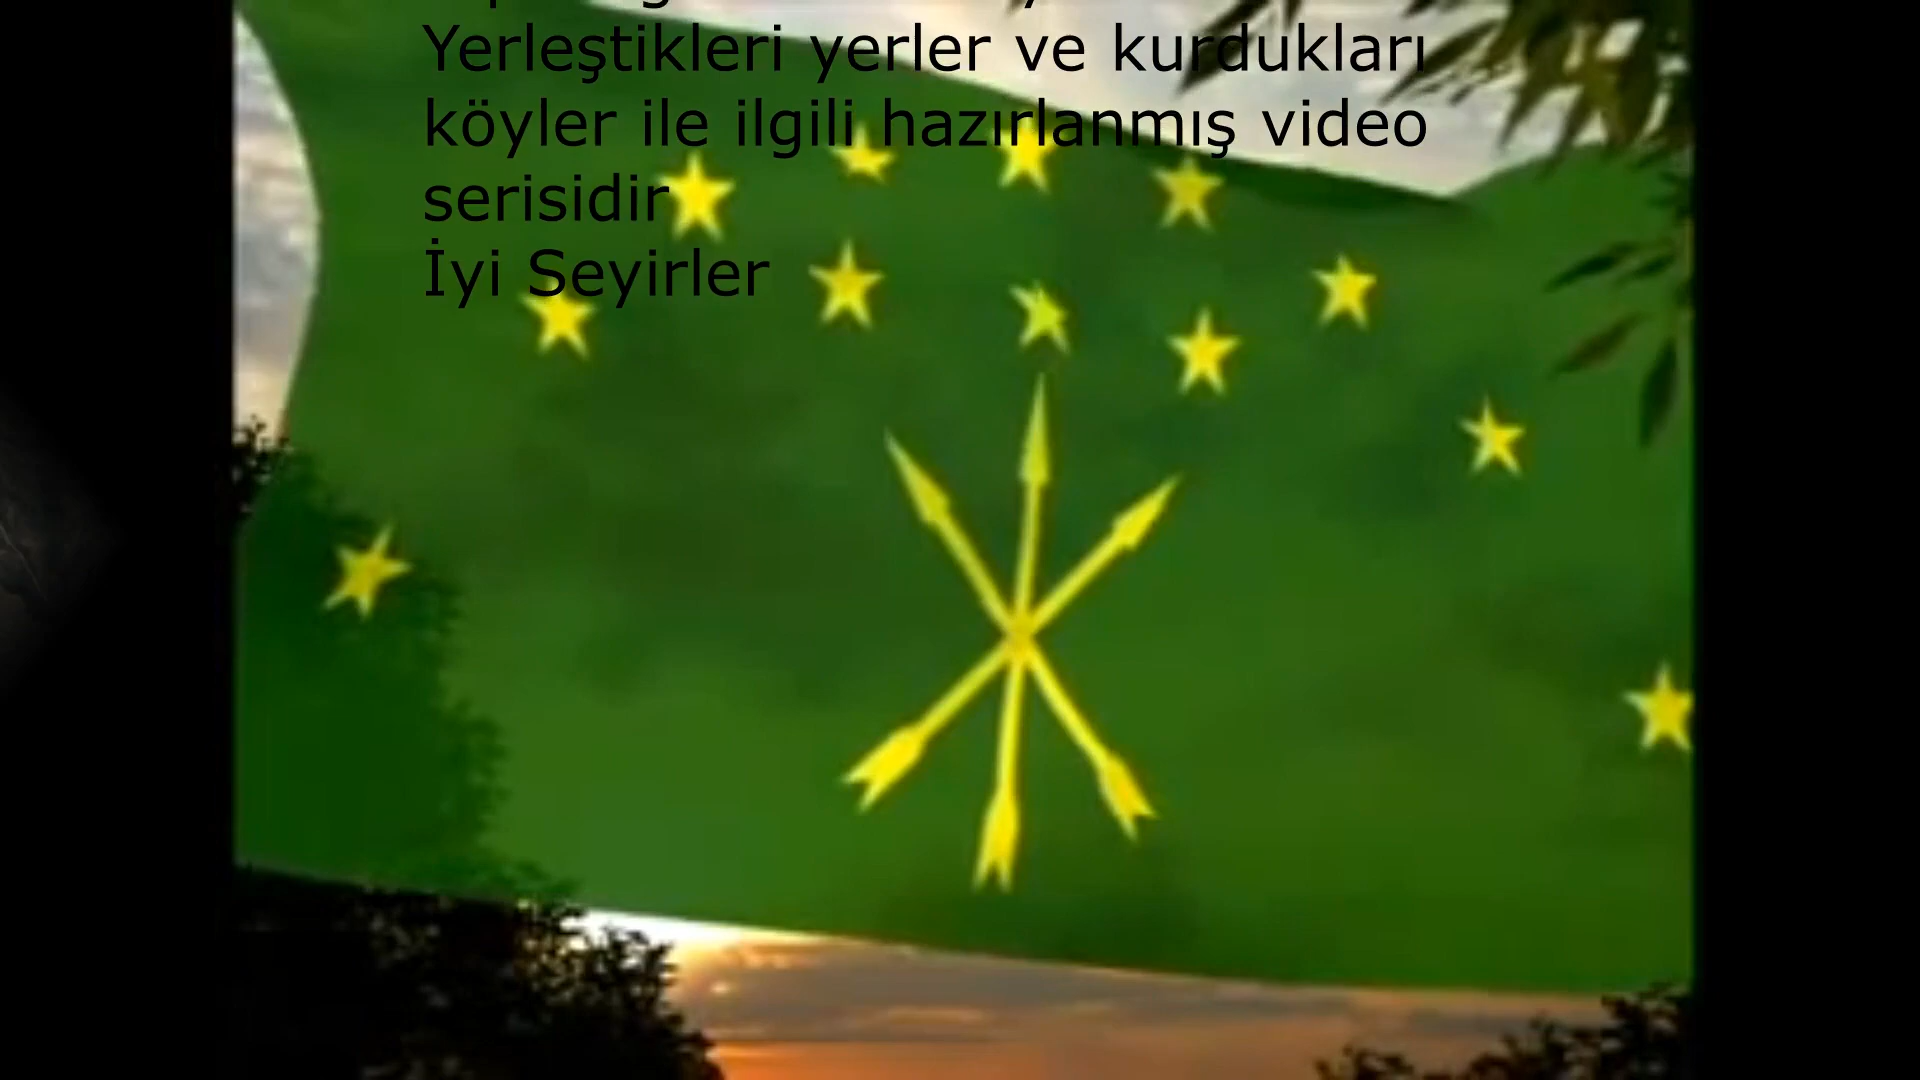 Yerleştikleri yerler ve kurdukları
köyler ile ilgili hazırlanmış video
serisidir
İyi Seyirler